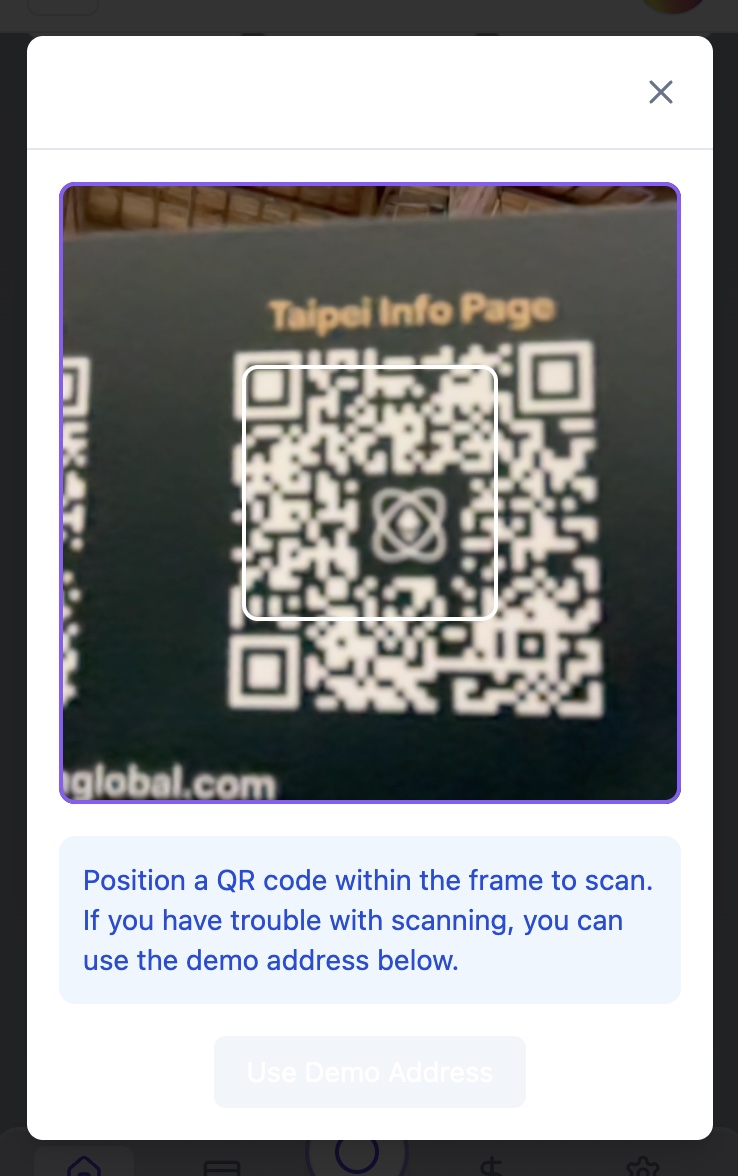 Taipei Info Page
global.com
Position a QR code within the frame to scan.
If you have trouble with scanning, you can
use the demo address below.
Use Demo Address